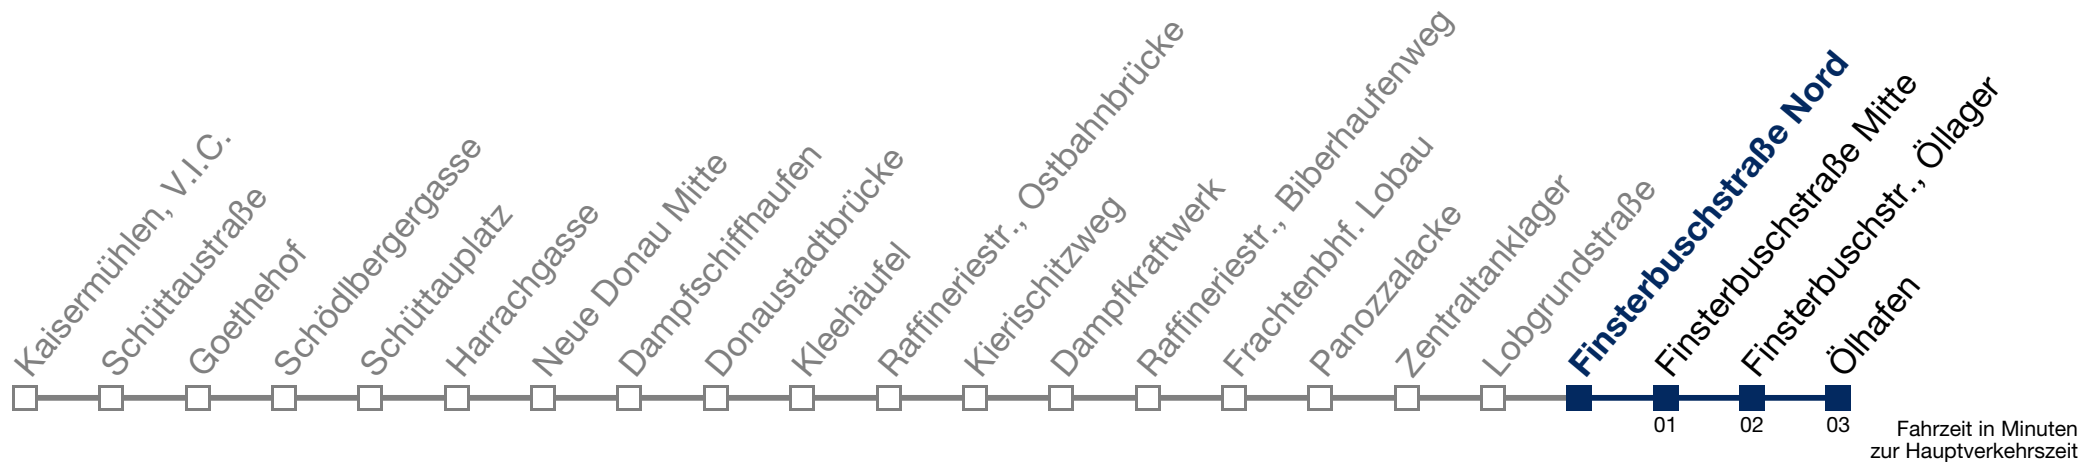 Kaisermühlen, V.I.C.
Schüttaustraße
Goethehof
Schödlbergergasse
Schüttauplatz
Harrachgasse
Neue Donau Mitte
Dampfschiffhaufen
Donaustadtbrücke
Kleehäufel
Raffineriestr., Ostbahnbrücke
Kierischitzweg
Dampfkraftwerk
Raffineriestr., Biberhaufenweg
Frachtenbhf. Lobau
Panozzalacke
Zentraltanklager
Lobgrundstraße
Finsterbuschstraße Nord
Finsterbuschstraße Mitte
Finsterbuschstr., Öllager
Ölhafen
01
02
03
Fahrzeit in Minuten
zur Hauptverkehrszeit